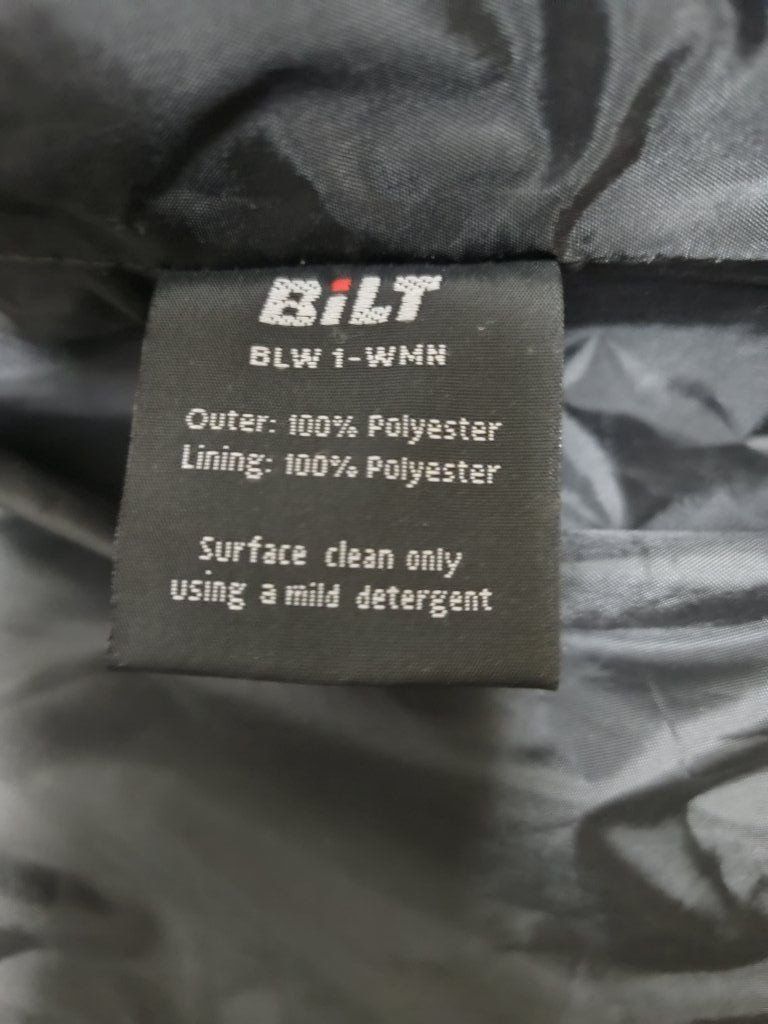 BiLT
BLW 1-WMN
Outer: 100% Polyester
Lining: 100% Polyester
Surface clean only
using a mild detergent